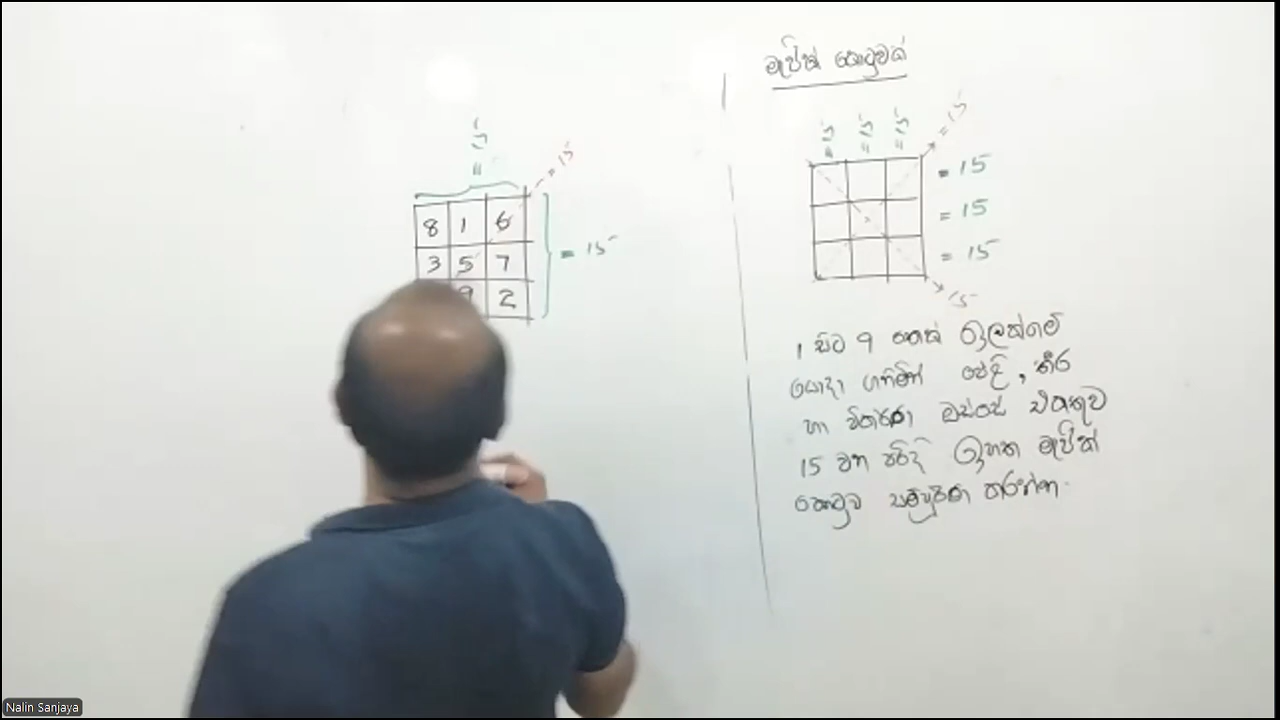 මැජික් කොටුවක්
15 15 15 = 15
= 15
= 15
= 15
15
1 සිට 9 තෙක් ඉලක්කම්
යොදා ගනිමින් පේළි, තීර
හා විකර්ණ ඔස්සේ එකතුව
15 වන පරිදි ඉහත මැජික්
කොටුව සම්පූර්ණ කරන්න.
15
= 15
8 1 6
3 5 7
9 2
= 15
Nalin Sanjaya